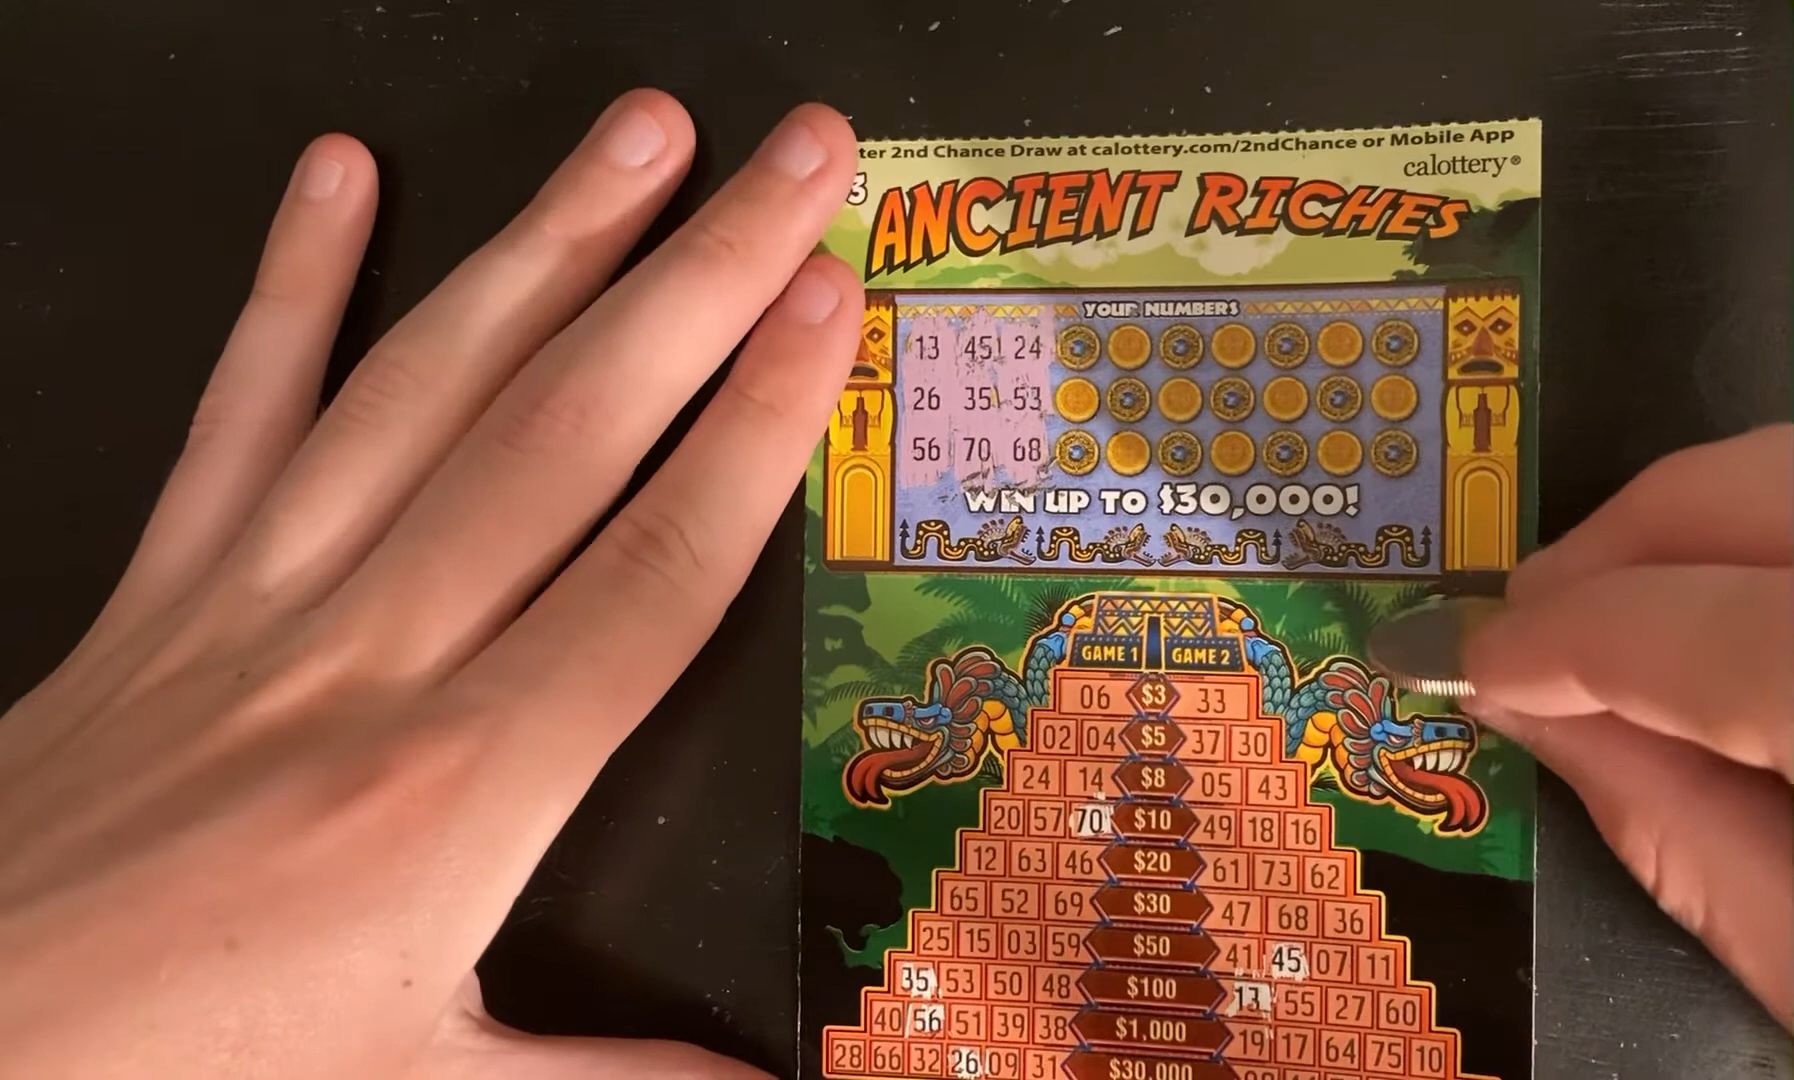 ter 2nd Chance Draw at calottery.com/2ndChance or Mobile App
calottery®
3 ANCIENT RICHES
YOUR NUMBERS
13 45 24
26 35 53
56 70 68
WIN UP TO $30,000!
GAME 1 GAME 2
06 $3 33
02 04 $5 37 30
24 14 $8 05 43
20 57 70 $10 49 18 16
12 63 46 $20 61 73 62
65 52 69 $30 47 68 36
25 15 03 59 $50 41 45 07 11
35 53 50 48 $100 13 55 27 60
40 56 51 39 38 $1,000 19 17 64 75 10
28 66 32 26 09 31 $30,000